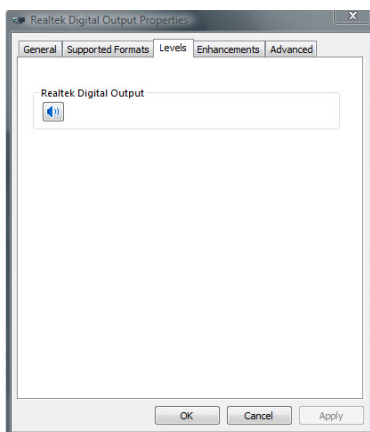 Realtek Digital Output Properties
General Supported Formats Levels Enhancements Advanced
Realtek Digital Output
OK Cancel Apply